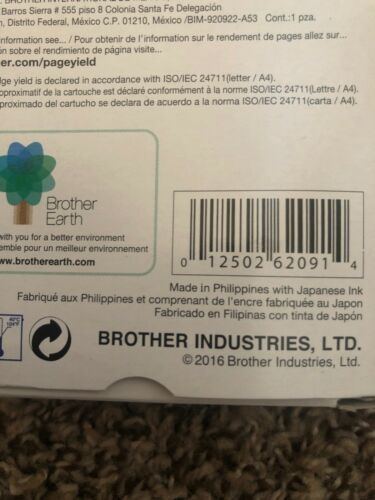 Barros Sierra # 555 piso 8 Colonia Santa Fe Delegación
n, Distrito Federal, México C.P. 01210, México /BIM-920922-A53 Cont.:1 pza.
information see... / Pour obtenir de l'information sur le rendement de pages allez sur...
ón sobre el rendimiento de página visite...
er.com/pageyield
dge yield is declared in accordance with ISO/IEC 24711(letter / A4).
pproximatif de la cartouche est déclaré conformément à la norme ISO/IEC 24711(Lettre / A4).
proximado del cartucho se declara de acuerdo a la norma ISO/IEC 24711(carta / A4).
Brother
Earth
with you for a better environment
emble pour un meilleur environnement
www.brotherearth.com
0 12502 62091 4
Made in Philippines with Japanese Ink
Fabriqué aux Philippines et comprenant de l'encre fabriquée au Japon
Fabricado en Filipinas con tinta de Japón
BROTHER INDUSTRIES, LTD.
©2016 Brother Industries, Ltd.